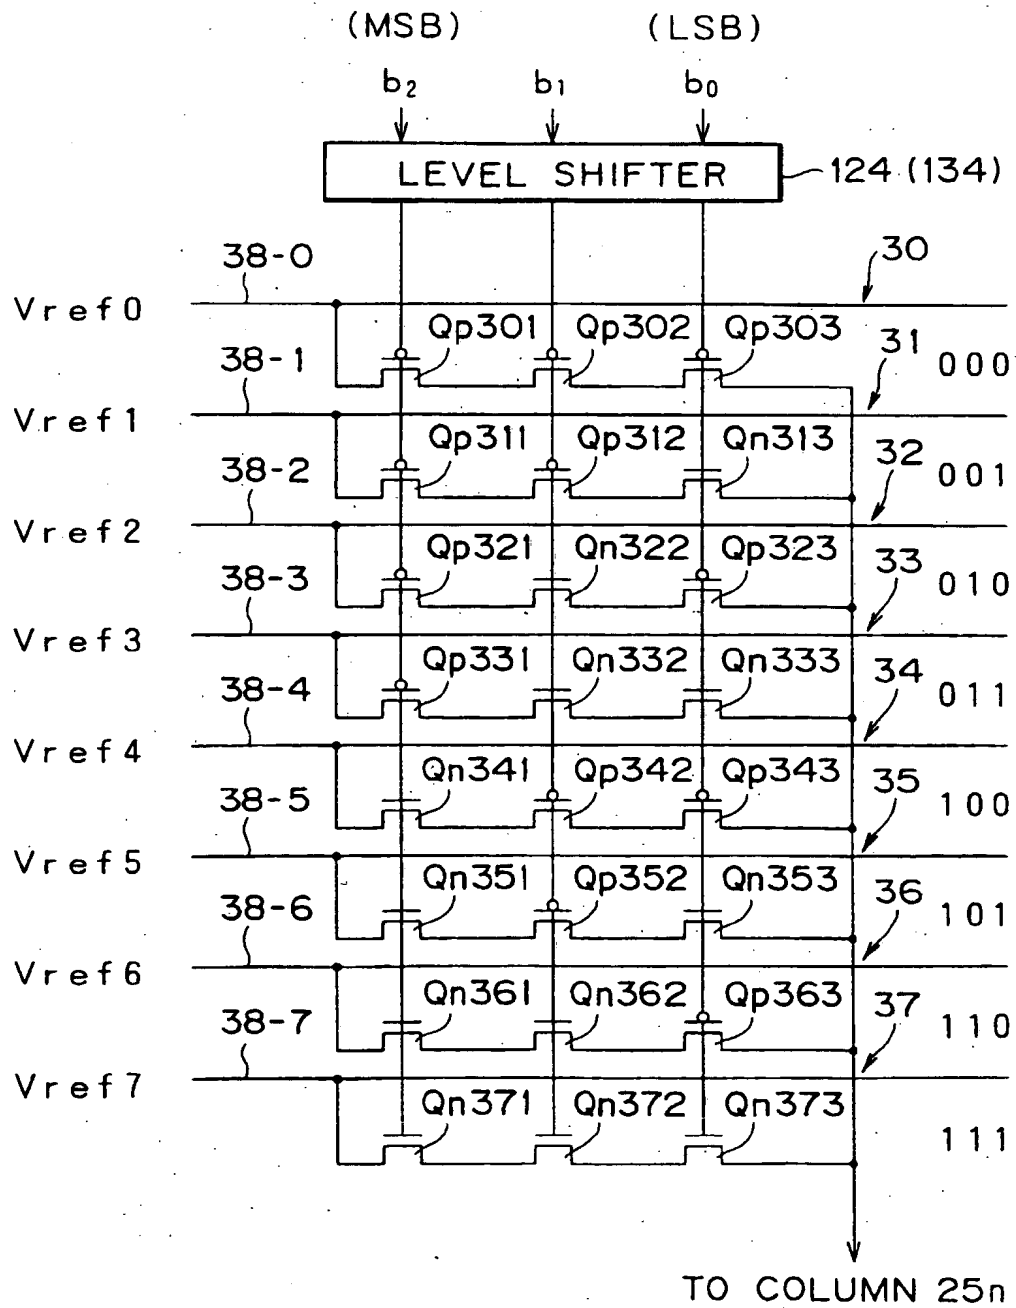 (MSB) (LSB)
b2 b1 b0
LEVEL SHIFTER 124 (134)
38-0 30
Vref0
Qp301 Qp302 Qp303
38-1 31 000
Vref1
Qp311 Qp312 Qn313
38-2 32 001
Vref2
Qp321 Qn322 Qp323
38-3 33 010
Vref3
Qp331 Qn332 Qn333
38-4 34 011
Vref4
Qn341 Qp342 Qp343
38-5 35 100
Vref5
Qn351 Qp352 Qn353
38-6 36 101
Vref6
Qn361 Qn362 Qp363
38-7 37 110
Vref7
Qn371 Qn372 Qn373
111
TO COLUMN 25n